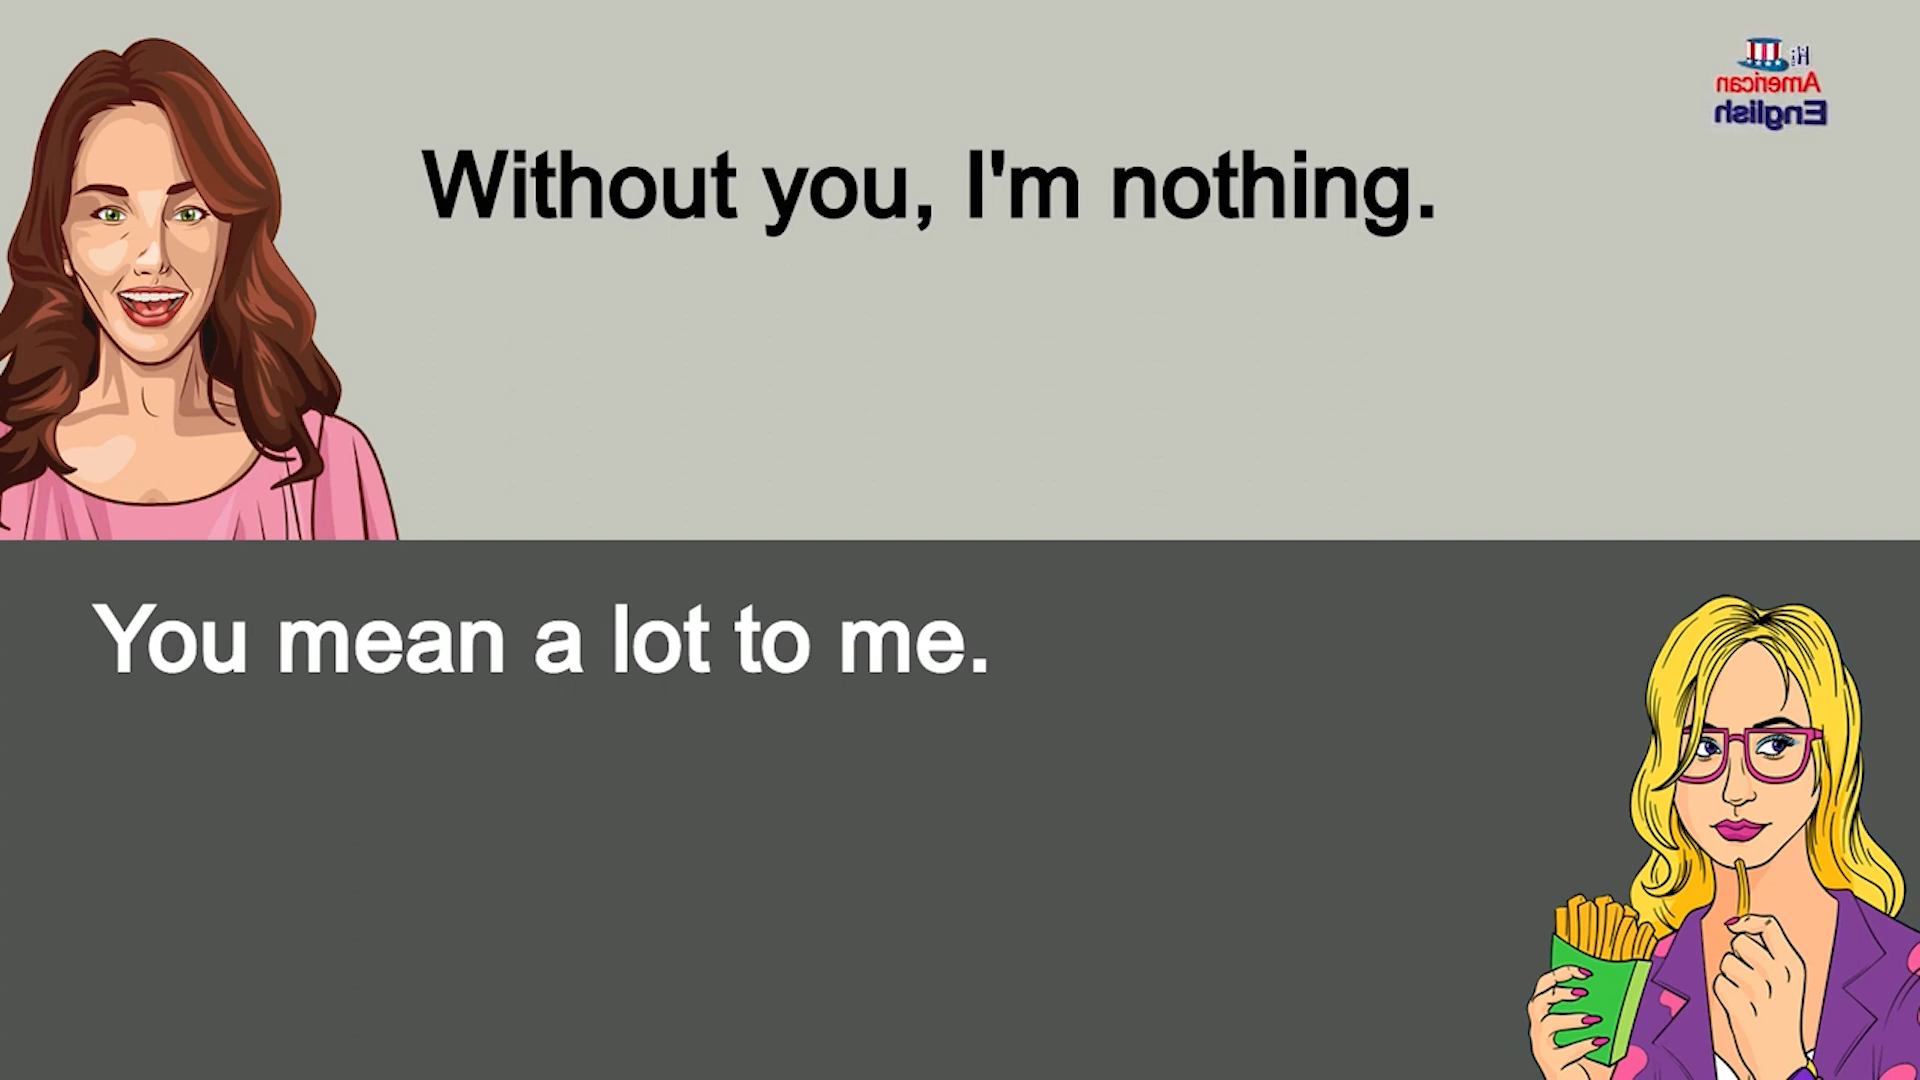 Hi
American
English
Without you, I'm nothing.
You mean a lot to me.